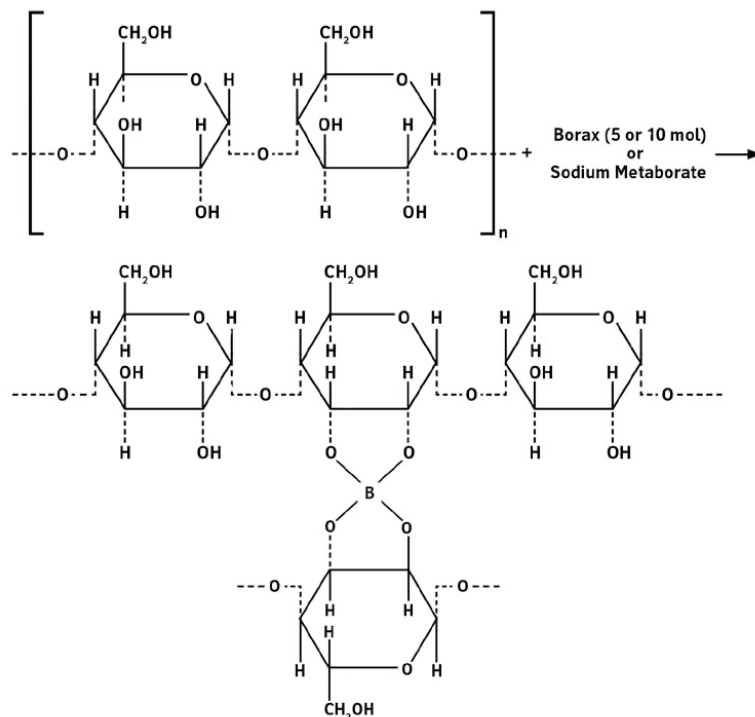 CH₂OH CH₂OH
H O H H O H
OH H OH H
O O O + Borax (5 or 10 mol)
or
Sodium Metaborate
H OH H OH
n
CH₂OH CH₂OH CH₂OH
H O H H O H H O H
H H H
OH H H H OH H
O O O O
H OH O O H OH
B
O O
O O
H H
H
H O H
CH₂OH